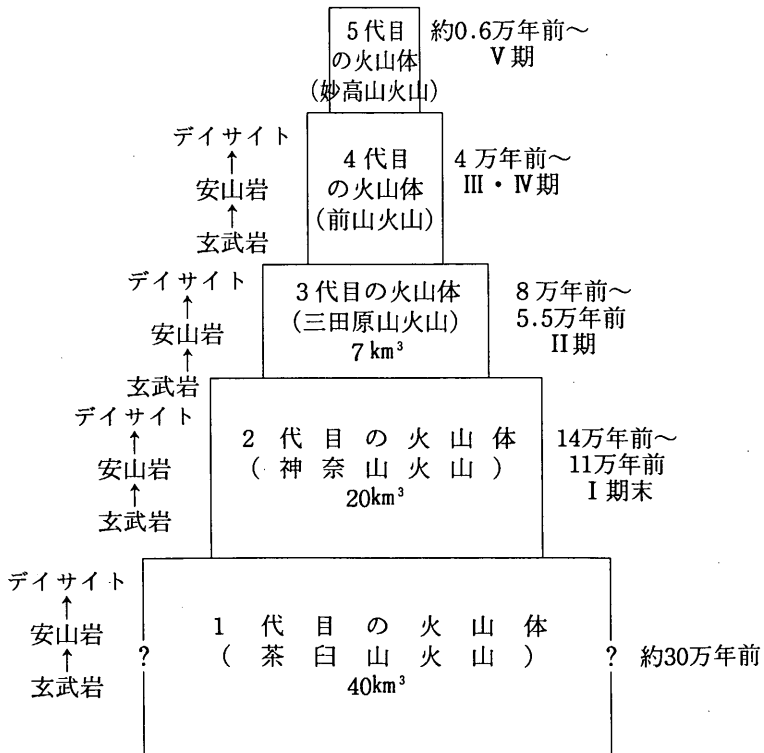 5代目
の火山体
(妙高山火山)
約0.6万年前～
Ⅴ期
デイサイト
↑
安山岩
↑
玄武岩
4代目
の火山体
(前山火山)
4万年前～
Ⅲ・Ⅳ期
デイサイト
↑
安山岩
↑
玄武岩
3代目の火山体
(三田原山火山)
7km³
8万年前～
5.5万年前
Ⅱ期
デイサイト
↑
安山岩
↑
玄武岩
2代目の火山体
(神奈山火山)
20km³
14万年前～
11万年前
Ⅰ期末
デイサイト
↑
安山岩
↑
玄武岩
?
1代目の火山体
(茶臼山火山)
40km³
?
約30万年前